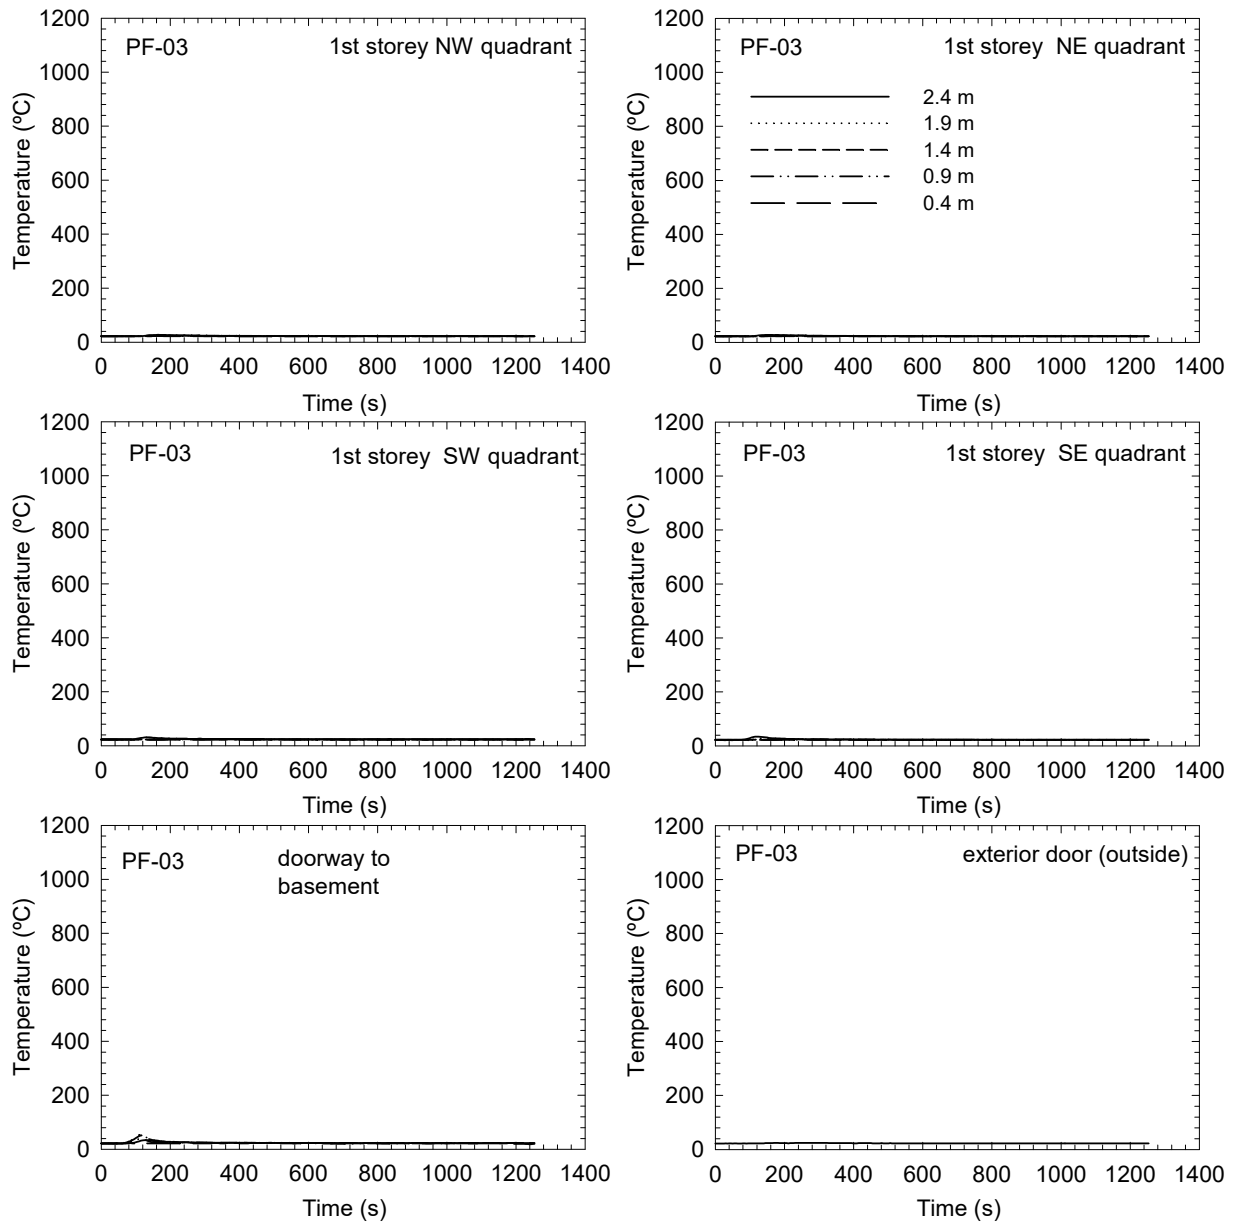 PF-03
1st storey NW quadrant
Temperature (ºC)
1200
1000
800
600
400
200
0
0 200 400 600 800 1000 1200 1400
Time (s)
PF-03
1st storey NE quadrant
2.4 m
1.9 m
1.4 m
0.9 m
0.4 m
Temperature (ºC)
1200
1000
800
600
400
200
0
0 200 400 600 800 1000 1200 1400
Time (s)
PF-03
1st storey SW quadrant
Temperature (ºC)
1200
1000
800
600
400
200
0
0 200 400 600 800 1000 1200 1400
Time (s)
PF-03
1st storey SE quadrant
Temperature (ºC)
1200
1000
800
600
400
200
0
0 200 400 600 800 1000 1200 1400
Time (s)
PF-03
doorway to
basement
Temperature (ºC)
1200
1000
800
600
400
200
0
0 200 400 600 800 1000 1200 1400
Time (s)
PF-03
exterior door (outside)
Temperature (ºC)
1200
1000
800
600
400
200
0
0 200 400 600 800 1000 1200 1400
Time (s)